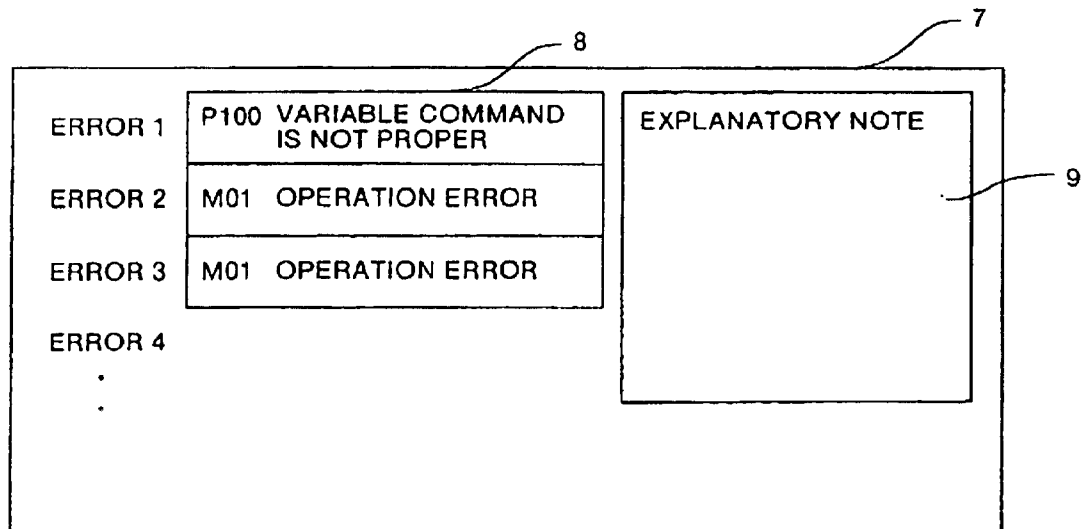 7
8
ERROR 1
P100 VARIABLE COMMAND
IS NOT PROPER
EXPLANATORY NOTE
9
ERROR 2
M01 OPERATION ERROR
ERROR 3
M01 OPERATION ERROR
ERROR 4